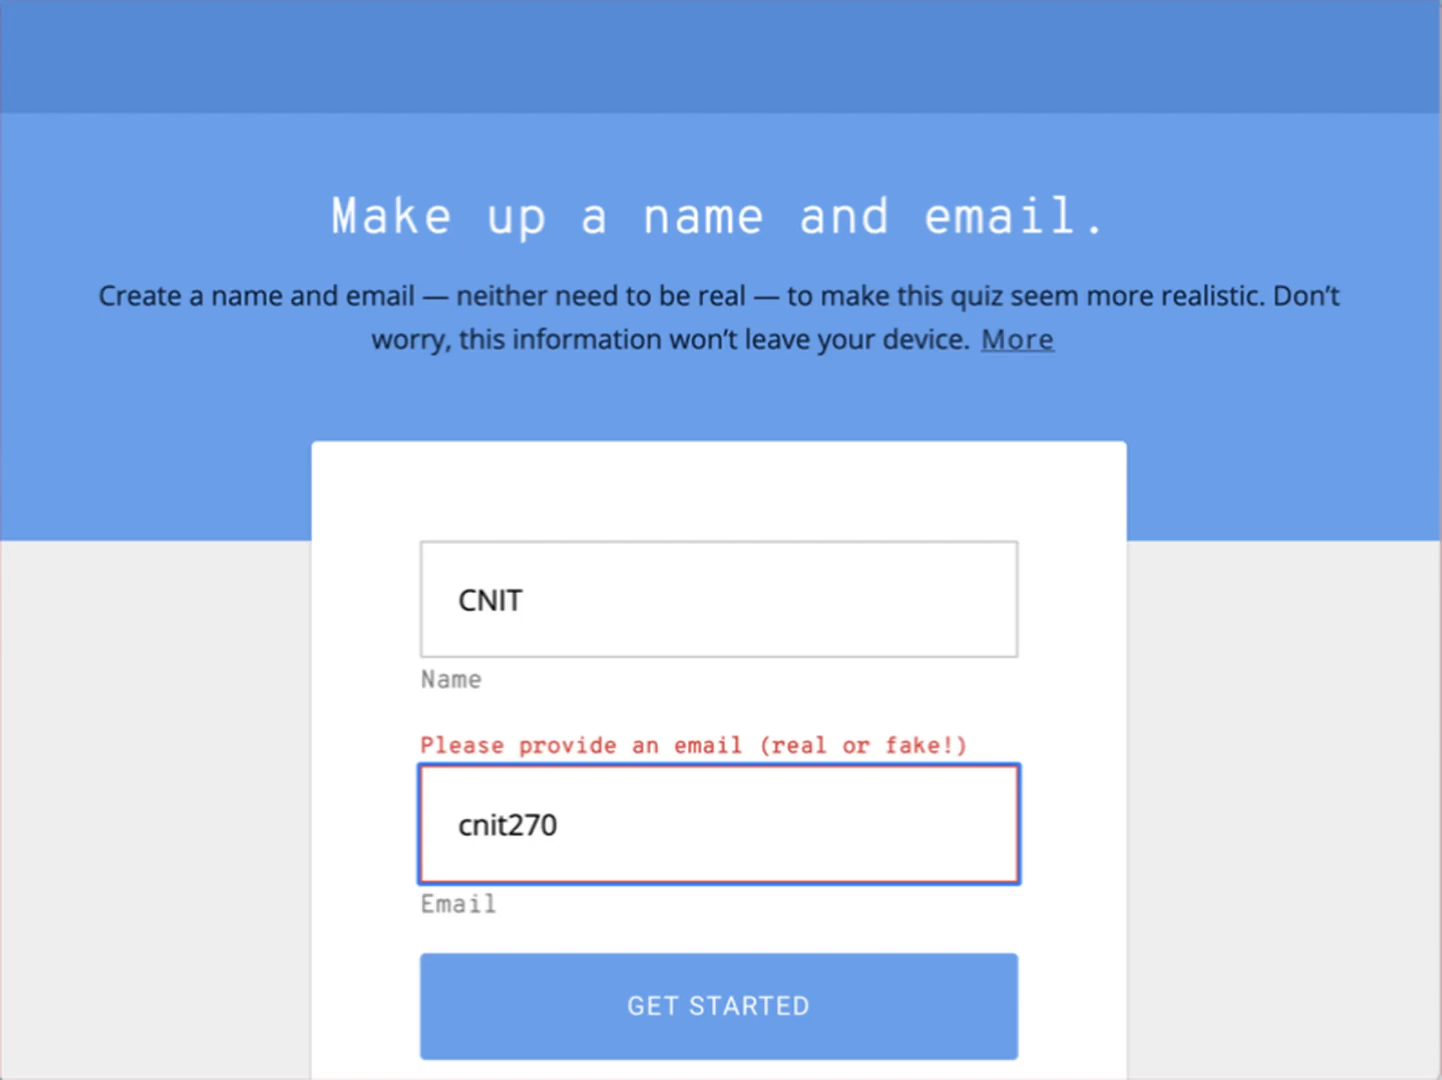 Make up a name and email.
Create a name and email — neither need to be real — to make this quiz seem more realistic. Don’t
worry, this information won’t leave your device. More
CNIT
Name
Please provide an email (real or fake!)
cnit270
Email
GET STARTED